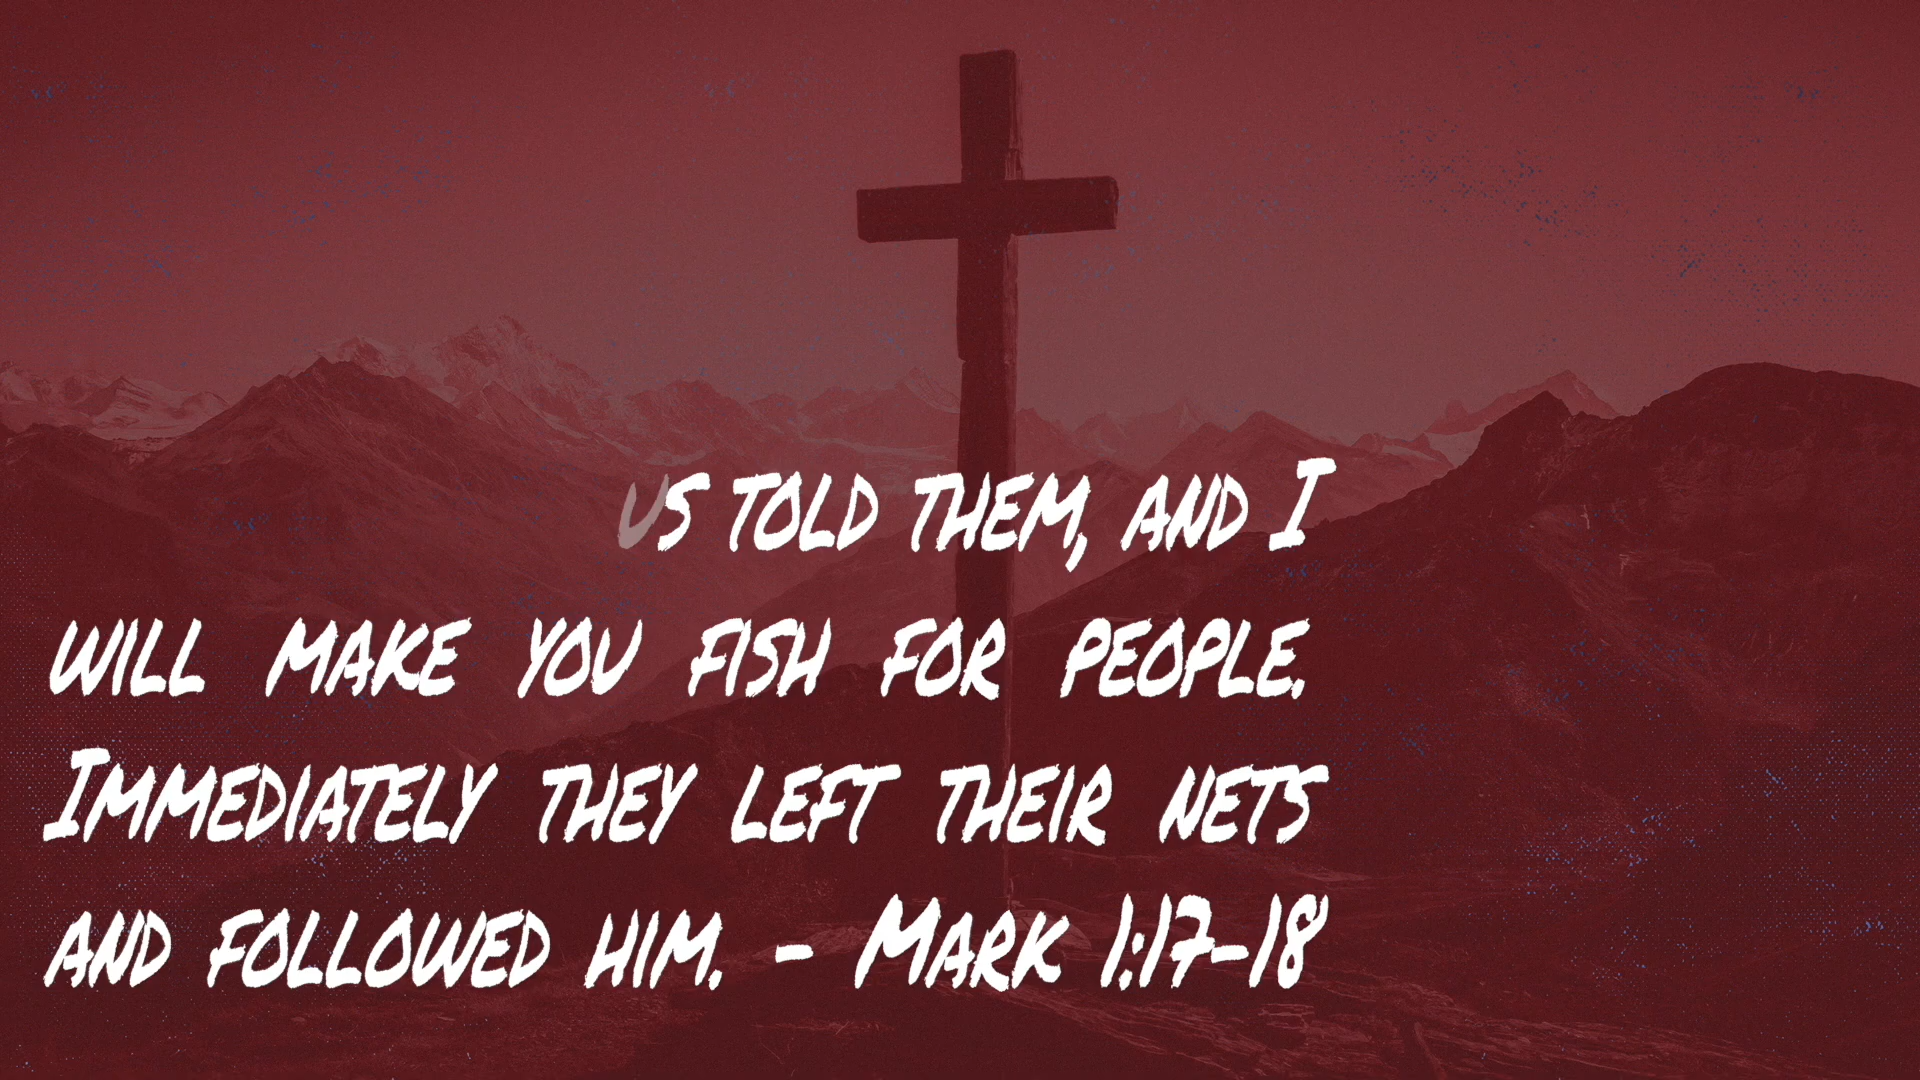 us told them, and I
will make you fish for people.
Immediately they left their nets
and followed him. - Mark 1:17-18